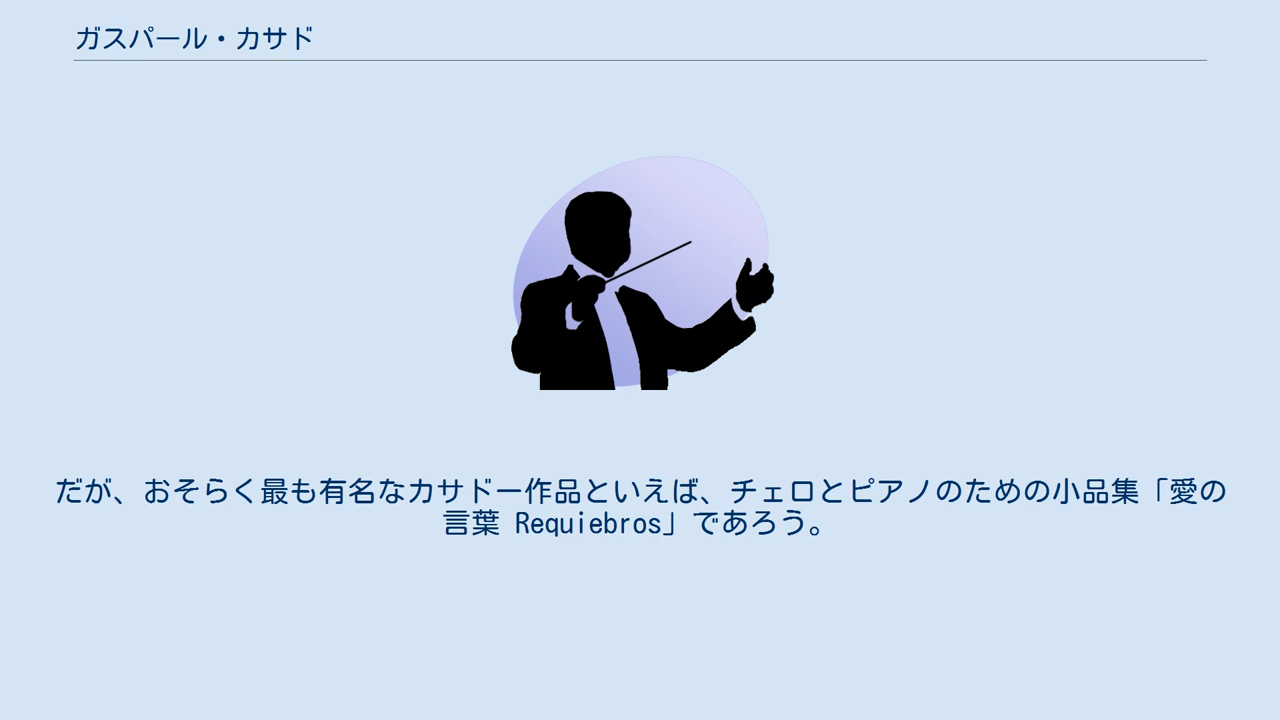 ガスパール・カサド
だが、おそらく最も有名なカサドー作品といえば、チェロとピアノのための小品集「愛の
言葉 Requiebros」であろう。